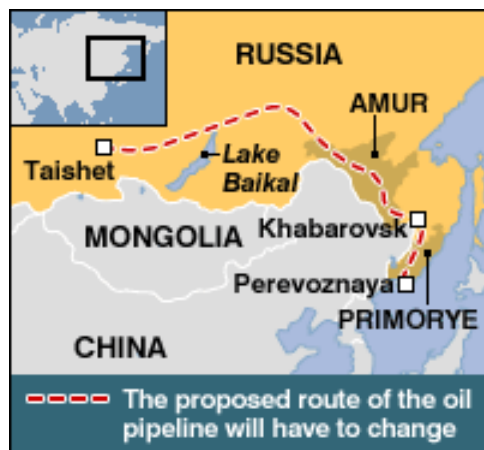 RUSSIA
AMUR
Taishet
Lake
Baikal
Khabarovsk
MONGOLIA
Perevoznaya
PRIMORYE
CHINA
The proposed route of the oil
pipeline will have to change